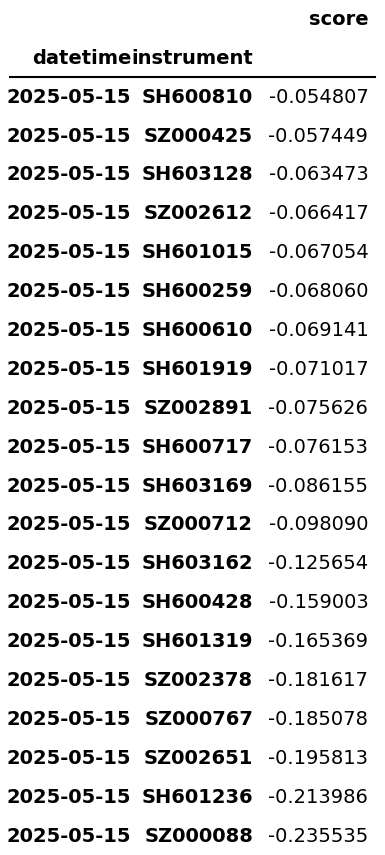 score
datetime instrument
2025-05-15 SH600810 -0.054807
2025-05-15 SZ000425 -0.057449
2025-05-15 SH603128 -0.063473
2025-05-15 SZ002612 -0.066417
2025-05-15 SH601015 -0.067054
2025-05-15 SH600259 -0.068060
2025-05-15 SH600610 -0.069141
2025-05-15 SH601919 -0.071017
2025-05-15 SZ002891 -0.075626
2025-05-15 SH600717 -0.076153
2025-05-15 SH603169 -0.086155
2025-05-15 SZ000712 -0.098090
2025-05-15 SH603162 -0.125654
2025-05-15 SH600428 -0.159003
2025-05-15 SH601319 -0.165369
2025-05-15 SZ002378 -0.181617
2025-05-15 SZ000767 -0.185078
2025-05-15 SZ002651 -0.195813
2025-05-15 SH601236 -0.213986
2025-05-15 SZ000088 -0.235535